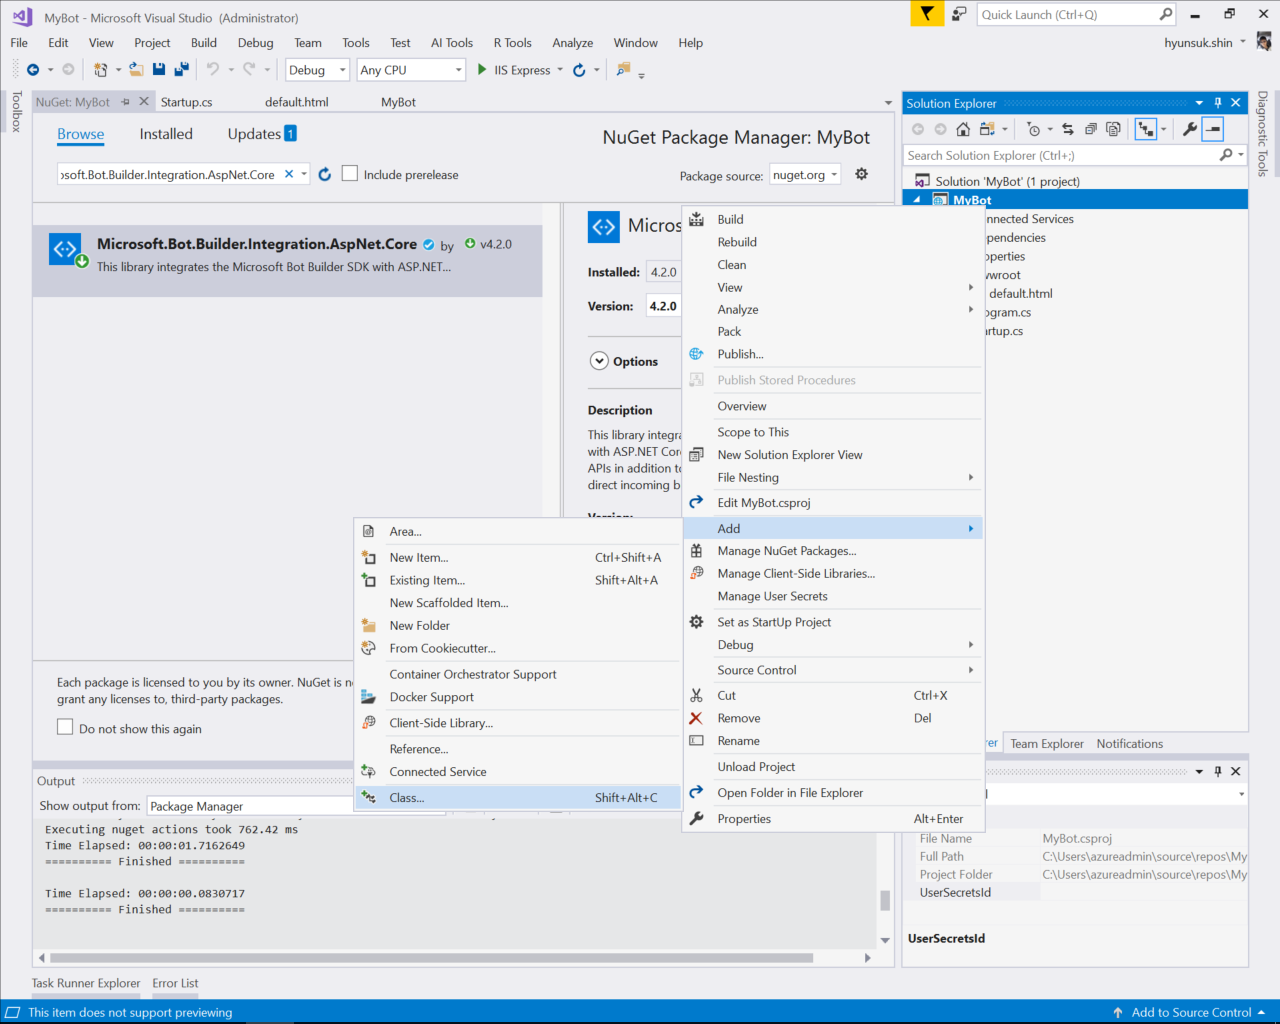 MyBot - Microsoft Visual Studio (Administrator)
Quick Launch (Ctrl+Q)
File Edit View Project Build Debug Team Tools Test AI Tools R Tools Analyze Window Help
hyunsuk.shin
Debug Any CPU IIS Express
Toolbox
NuGet: MyBot Startup.cs default.html MyBot
Browse Installed Updates 1
NuGet Package Manager: MyBot
osoft.Bot.Builder.Integration.AspNet.Core
Include prerelease
Package source: nuget.org
Microsoft.Bot.Builder.Integration.AspNet.Core by v4.2.0
This library integrates the Microsoft Bot Builder SDK with ASP.NET...
Micros
Installed: 4.2.0
Version: 4.2.0
Options
Description
This library integra
with ASP.NET Core
APIs in addition to
direct incoming b
Version:
Each package is licensed to you by its owner. NuGet is n
grant any licenses to, third-party packages.
Do not show this again
Build
Rebuild
Clean
View
Analyze
Pack
Publish...
Publish Stored Procedures
Overview
Scope to This
New Solution Explorer View
File Nesting
Edit MyBot.csproj
Add
Manage NuGet Packages...
Manage Client-Side Libraries...
Manage User Secrets
Set as StartUp Project
Debug
Source Control
Cut Ctrl+X
Remove Del
Rename
Unload Project
Open Folder in File Explorer
Properties Alt+Enter
Area...
New Item... Ctrl+Shift+A
Existing Item... Shift+Alt+A
New Scaffolded Item...
New Folder
From Cookiecutter...
Container Orchestrator Support
Docker Support
Client-Side Library...
Reference...
Connected Service
Class... Shift+Alt+C
Solution Explorer
Search Solution Explorer (Ctrl+;)
Solution 'MyBot' (1 project)
MyBot
nnected Services
pendencies
operties
wroot
default.html
ogram.cs
artup.cs
Diagnostic Tools
er Team Explorer Notifications
File Name MyBot.csproj
Full Path C:\Users\azureadmin\source\repos\My
Project Folder C:\Users\azureadmin\source\repos\My
UserSecretsId
UserSecretsId
Output
Show output from: Package Manager
Executing nuget actions took 762.42 ms
Time Elapsed: 00:00:01.7162649
========== Finished ==========
Time Elapsed: 00:00:00.0830717
========== Finished ==========
Task Runner Explorer Error List
This item does not support previewing
Add to Source Control